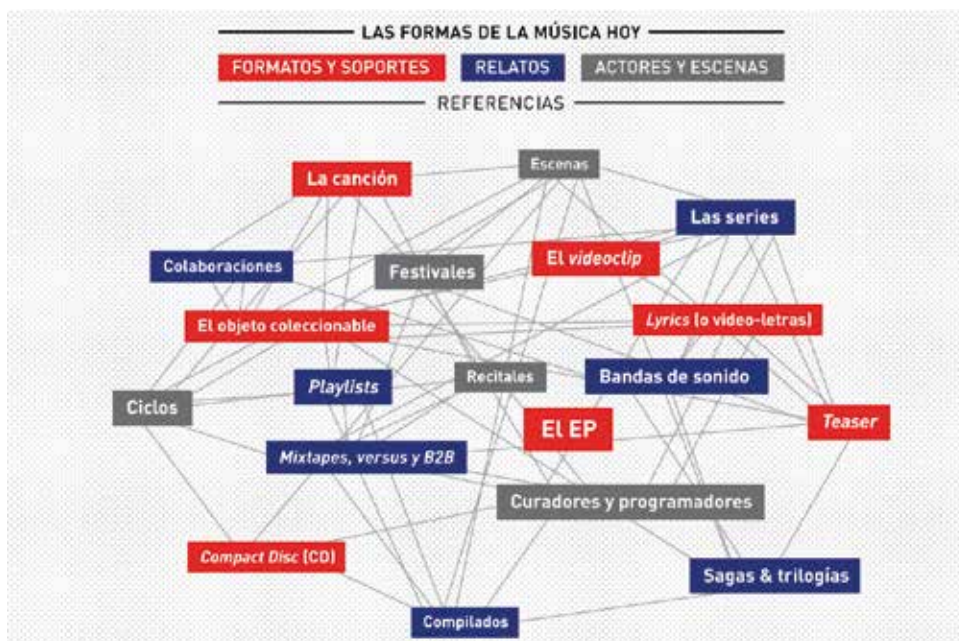 LAS FORMAS DE LA MÚSICA HOY
FORMATOS Y SOPORTES
RELATOS
ACTORES Y ESCENAS
REFERENCIAS
Escenas
La canción
Las series
Colaboraciones
Festivales
El videoclip
El objeto coleccionable
Lyrics (o video-letras)
Playlists
Recitales
Bandas de sonido
Ciclos
El EP
Teaser
Mixtapes, versus y B2B
Curadores y programadores
Compact Disc (CD)
Sagas & trilogías
Compilados